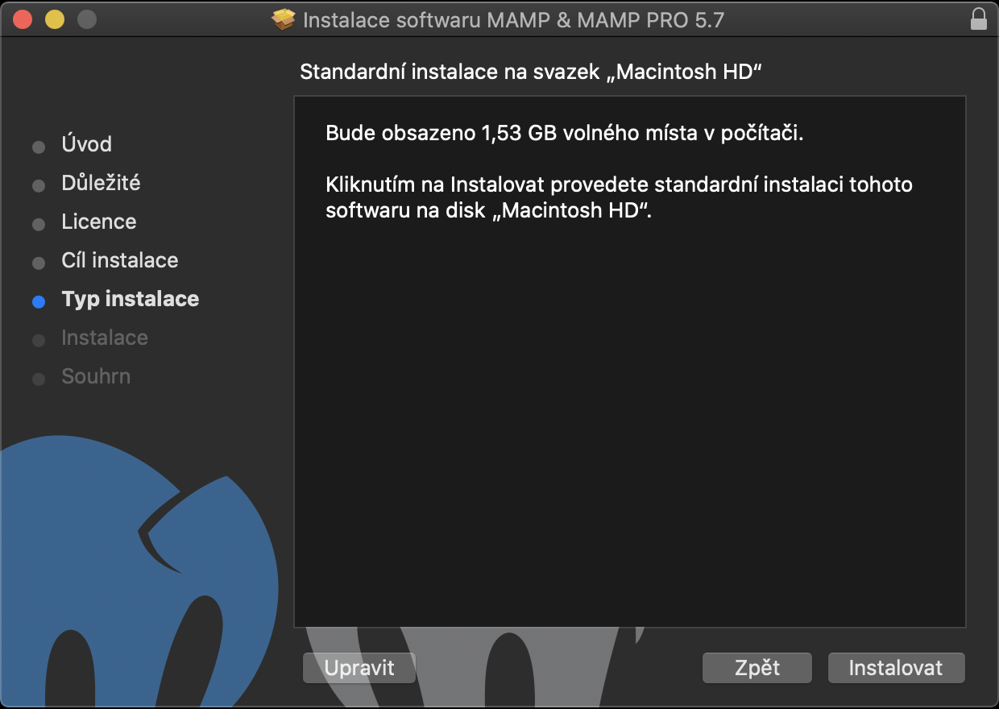 Instalace softwaru MAMP & MAMP PRO 5.7
Standardní instalace na svazek „Macintosh HD“
Úvod
Důležité
Licence
Cíl instalace
Typ instalace
Instalace
Souhrn
Bude obsazeno 1,53 GB volného místa v počítači.
Kliknutím na Instalovat provedete standardní instalaci tohoto
softwaru na disk „Macintosh HD“.
Upravit
Zpět
Instalovat